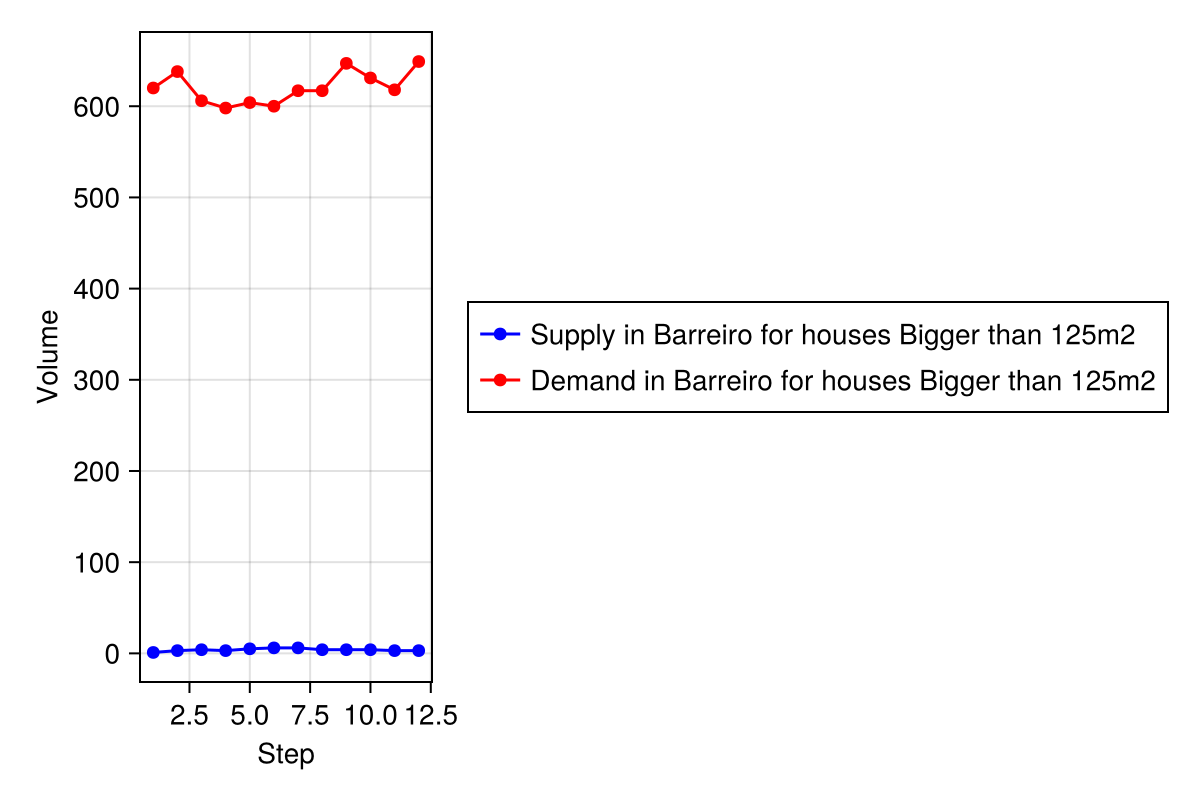 600
500
400
300
200
100
0
Volume
2.5 5.0 7.5 10.0 12.5
Step
Supply in Barreiro for houses Bigger than 125m2
Demand in Barreiro for houses Bigger than 125m2